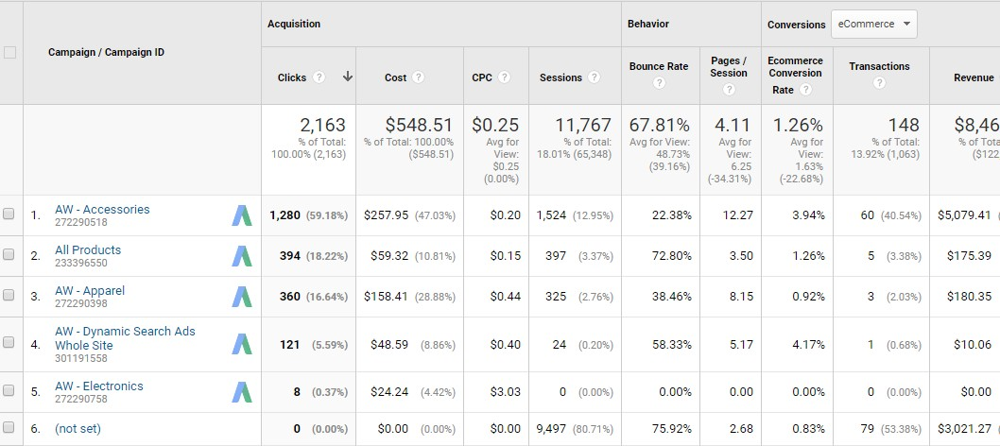 Acquisition Behavior Conversions eCommerce
Campaign / Campaign ID
Clicks ? Cost ? CPC ? Sessions ? Bounce Rate ? Pages / Session ? Ecommerce Conversion Rate ? Transactions ? Revenue
2,163 $548.51 $0.25 11,767 67.81% 4.11 1.26% 148 $8,46
% of Total: 100.00% (2,163) % of Total: 100.00% ($548.51) Avg for View: $0.25 (0.00%) % of Total: 18.01% (65,348) Avg for View: 48.73% (39.16%) Avg for View: 6.25 (-34.31%) Avg for View: 1.63% (-22.68%) % of Total: 13.92% (1,063) % of Tota ($122
1. AW - Accessories 1,280 (59.18%) $257.95 (47.03%) $0.20 1,524 (12.95%) 22.38% 12.27 3.94% 60 (40.54%) $5,079.41 (
272290518
2. All Products 394 (18.22%) $59.32 (10.81%) $0.15 397 (3.37%) 72.80% 3.50 1.26% 5 (3.38%) $175.39
233396550
3. AW - Apparel 360 (16.64%) $158.41 (28.88%) $0.44 325 (2.76%) 38.46% 8.15 0.92% 3 (2.03%) $180.35
272290398
4. AW - Dynamic Search Ads
Whole Site 121 (5.59%) $48.59 (8.86%) $0.40 24 (0.20%) 58.33% 5.17 4.17% 1 (0.68%) $10.06
301191558
5. AW - Electronics 8 (0.37%) $24.24 (4.42%) $3.03 0 (0.00%) 0.00% 0.00 0.00% 0 (0.00%) $0.00
272290758
6. (not set) 0 (0.00%) $0.00 (0.00%) $0.00 9,497 (80.71%) 75.92% 2.68 0.83% 79 (53.38%) $3,021.27 (